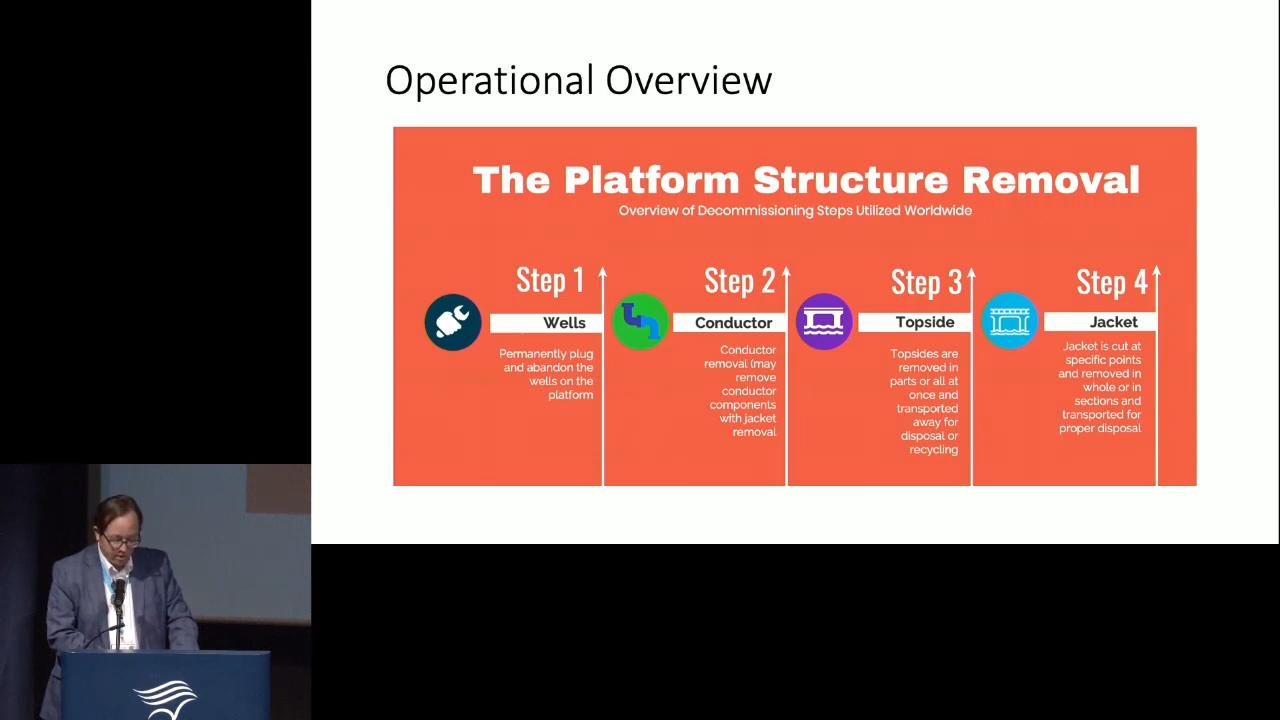 Operational Overview
The Platform Structure Removal
Overview of Decommissioning Steps Utilized Worldwide
Step 1
Wells
Permanently plug
and abandon the
wells on the
platform
Step 2
Conductor
Conductor
removal (may
remove
conductor
components
with jacket
removal
Step 3
Topside
Topsides are
removed in
parts or all at
once and
transported
away for
disposal or
recycling
Step 4
Jacket
Jacket is cut at
specific points
and removed in
whole or in
sections and
transported for
proper disposal